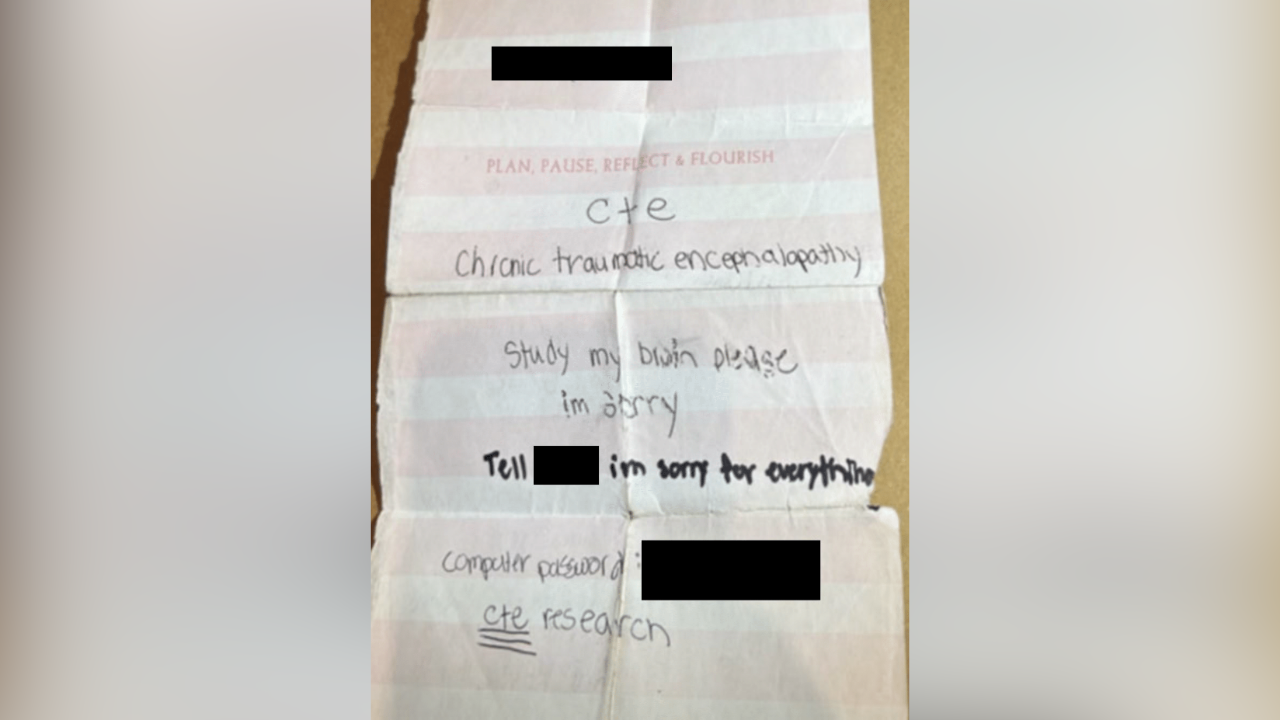 PLAN, PAUSE, REFLECT & FLOURISH
cte
Chronic traumatic encephalopathy
Study my brain please
im sorry
Tell im sorry for everything
computer password:
cte research